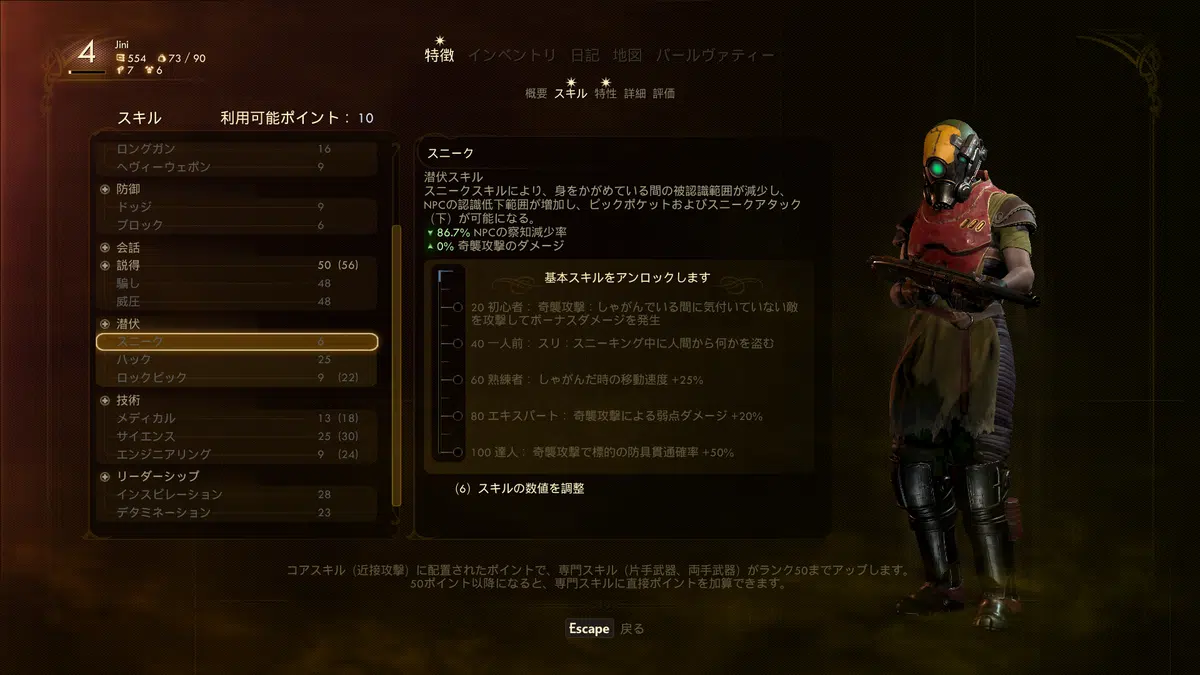 4
Jini
554 73 / 90
7 6
特徴 インベントリ 日記 地図 パールヴァティー
概要 スキル 特性 詳細 評価
スキル 利用可能ポイント： 10
ロングガン 16
ヘヴィーウェポン 9
防御
ドッジ 9
ブロック 6
会話
説得 50 (56)
騙し 48
威圧 48
潜伏
スニーク 6
ハック 25
ロックピック 9 (22)
技術
メディカル 13 (18)
サイエンス 25 (30)
エンジニアリング 9 (24)
リーダーシップ
インスピレーション 28
デタミネーション 23
スニーク
潜伏スキル
スニークスキルにより、身をかがめている間の被認識範囲が減少し、
NPCの認識低下範囲が増加し、ピックポケットおよびスニークアタック
（下）が可能になる。
86.7% NPCの察知減少率
0% 奇襲攻撃のダメージ
基本スキルをアンロックします
20 初心者： 奇襲攻撃：しゃがんでいる間に気付いていない敵
を攻撃してボーナスダメージを発生
40 一人前： スリ：スニーキング中に人間から何かを盗む
60 熟練者： しゃがんだ時の移動速度 +25%
80 エキスパート： 奇襲攻撃による弱点ダメージ +20%
100 達人： 奇襲攻撃で標的の防具貫通確率 +50%
(6) スキルの数値を調整
コアスキル（近接攻撃）に配置されたポイントで、専門スキル（片手武器、両手武器）がランク50までアップします。
50ポイント以降になると、専門スキルに直接ポイントを加算できます。
Escape 戻る